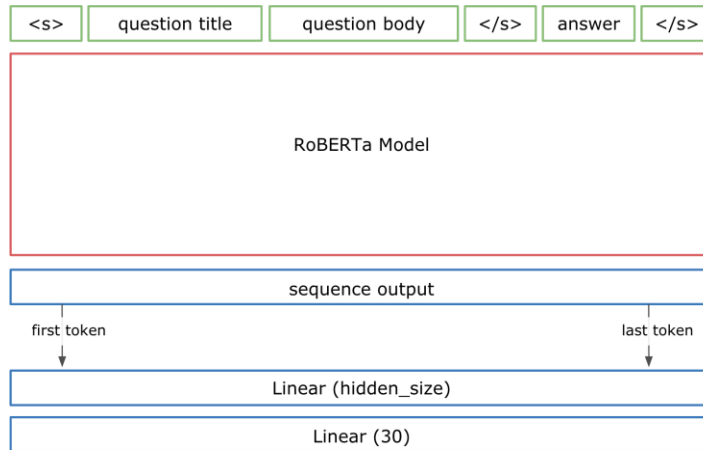 <s> question title question body </s> answer </s>
RoBERTa Model
sequence output
first token last token
Linear (hidden_size)
Linear (30)